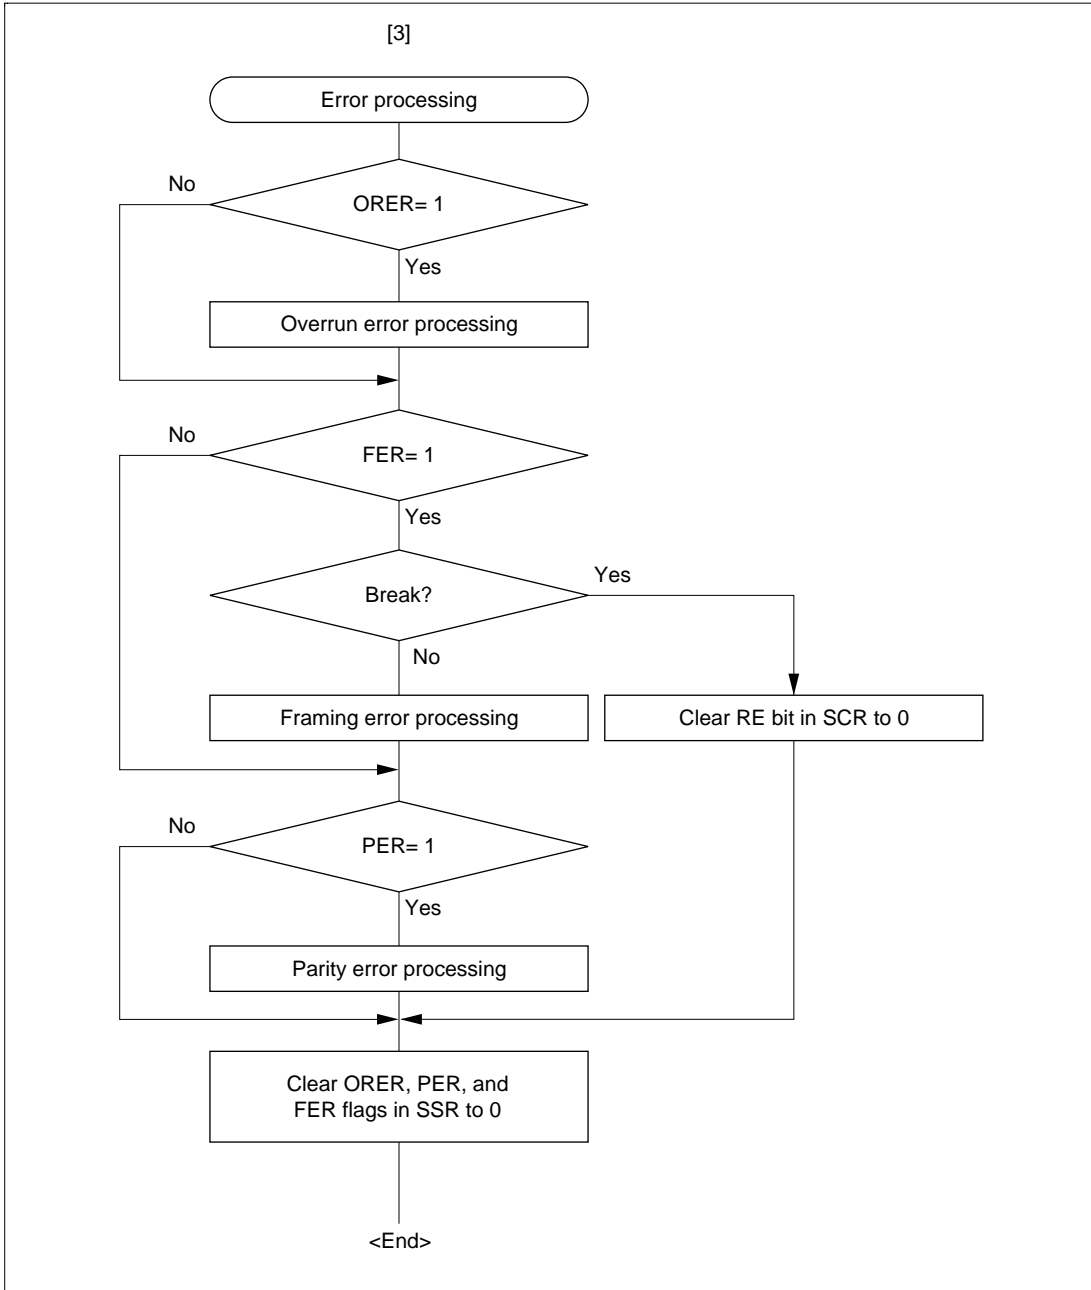 [3]
Error processing
No
ORER= 1
Yes
Overrun error processing
No
FER= 1
Yes
Break?
Yes
No
Framing error processing
Clear RE bit in SCR to 0
No
PER= 1
Yes
Parity error processing
Clear ORER, PER, and
FER flags in SSR to 0
<End>